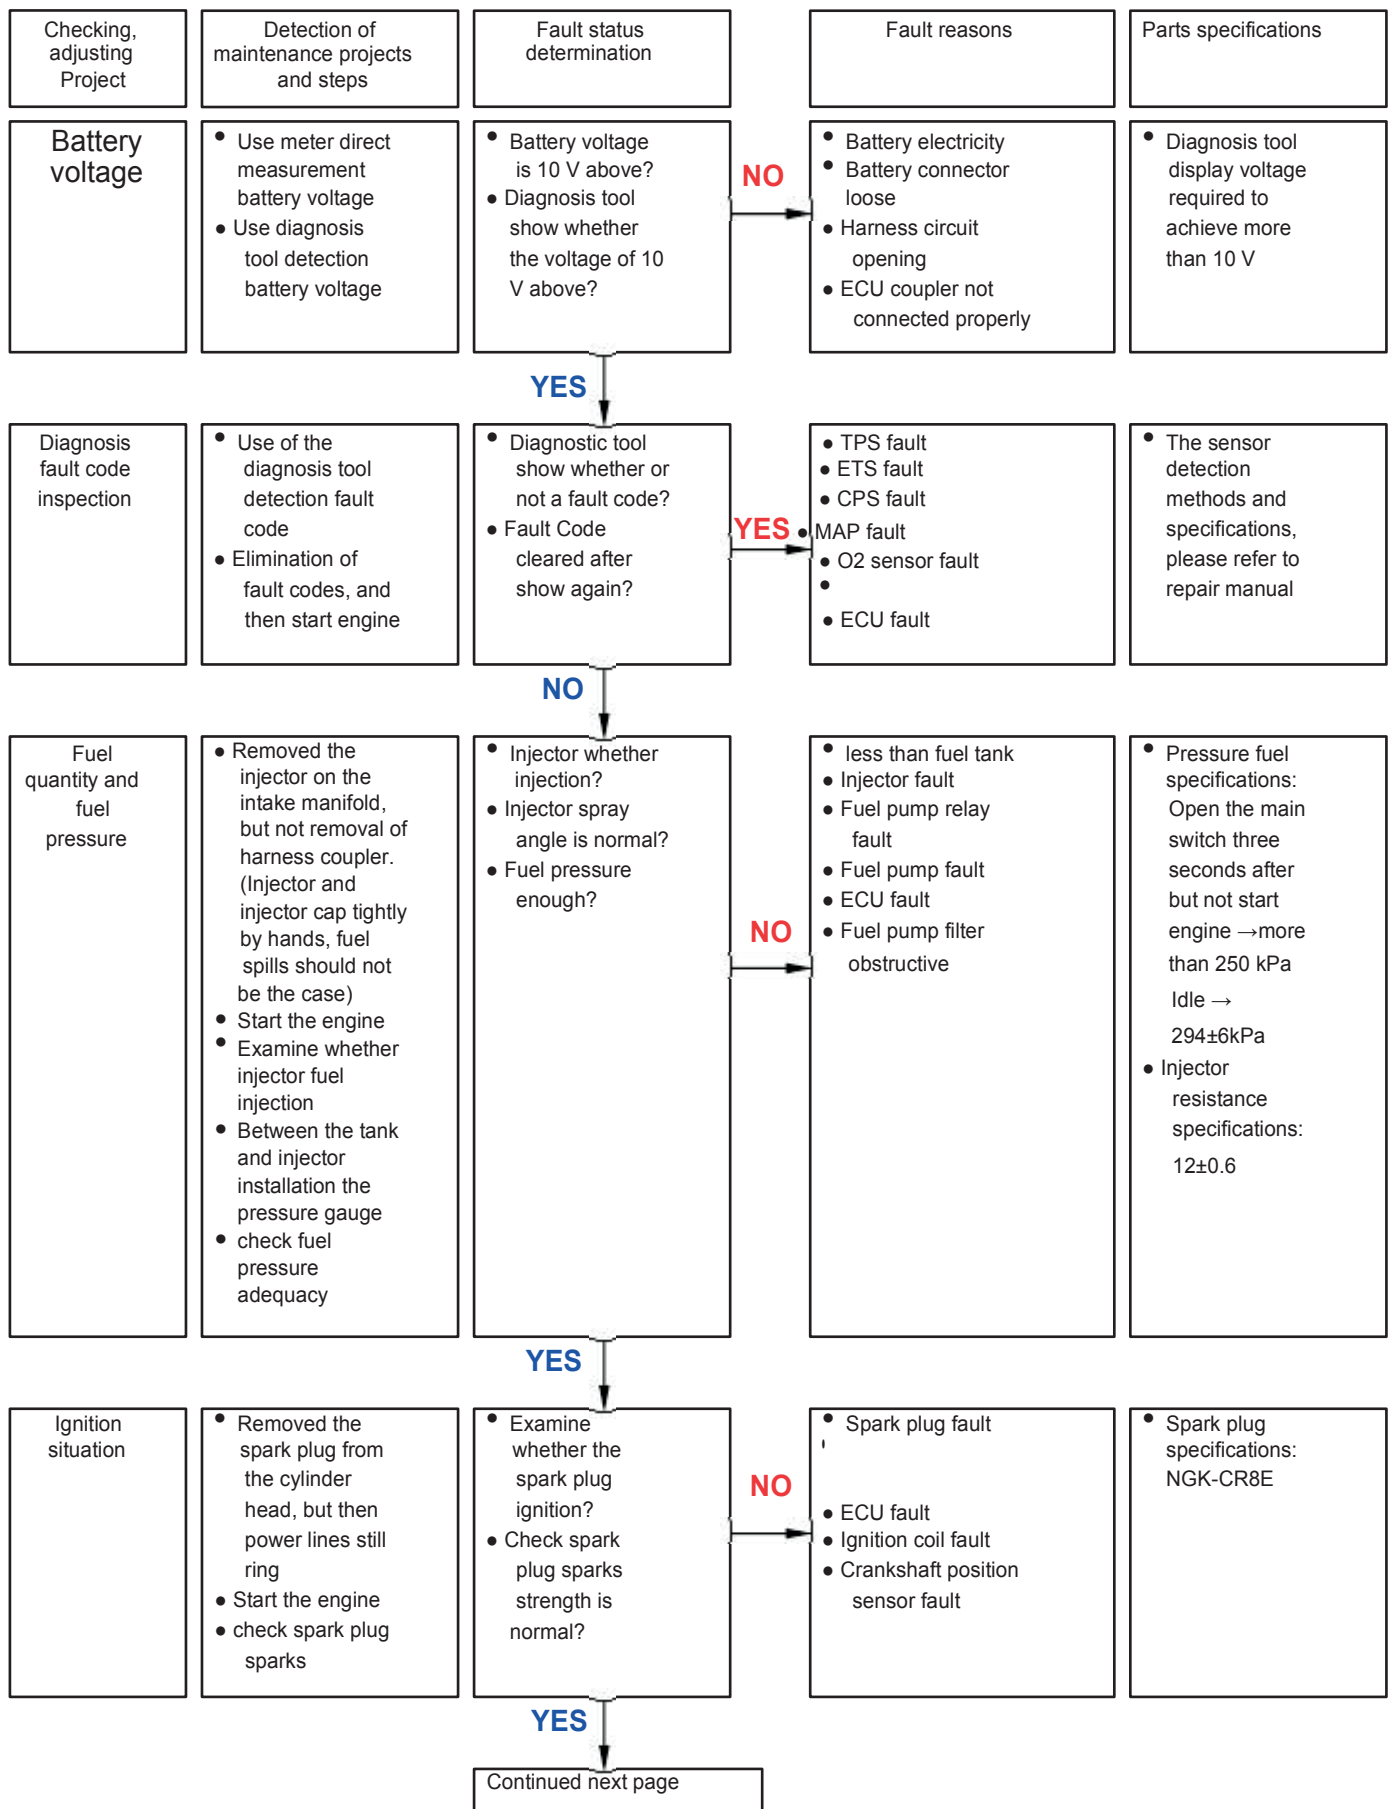 Checking,
adjusting
Project
Detection of
maintenance projects
and steps
Fault status
determination
Fault reasons
Parts specifications
Battery
voltage
• Use meter direct
measurement
battery voltage
• Use diagnosis
tool detection
battery voltage
• Battery voltage
is 10 V above?
• Diagnosis tool
show whether
the voltage of 10
V above?
NO
• Battery electricity
• Battery connector
loose
• Harness circuit
opening
• ECU coupler not
connected properly
• Diagnosis tool
display voltage
required to
achieve more
than 10 V
YES
Diagnosis
fault code
inspection
• Use of the
diagnosis tool
detection fault
code
• Elimination of
fault codes, and
then start engine
• Diagnostic tool
show whether or
not a fault code?
• Fault Code
cleared after
show again?
YES
• TPS fault
• ETS fault
• CPS fault
• MAP fault
• O2 sensor fault
•
• ECU fault
• The sensor
detection
methods and
specifications,
please refer to
repair manual
NO
Fuel
quantity and
fuel
pressure
• Removed the
injector on the
intake manifold,
but not removal of
harness coupler.
(Injector and
injector cap tightly
by hands, fuel
spills should not
be the case)
• Start the engine
• Examine whether
injector fuel
injection
• Between the tank
and injector
installation the
pressure gauge
• check fuel
pressure
adequacy
• Injector whether
injection?
• Injector spray
angle is normal?
• Fuel pressure
enough?
NO
• less than fuel tank
• Injector fault
• Fuel pump relay
fault
• Fuel pump fault
• ECU fault
• Fuel pump filter
obstructive
• Pressure fuel
specifications:
Open the main
switch three
seconds after
but not start
engine →more
than 250 kPa
Idle →
294±6kPa
• Injector
resistance
specifications:
12±0.6
YES
Ignition
situation
• Removed the
spark plug from
the cylinder
head, but then
power lines still
ring
• Start the engine
• check spark plug
sparks
• Examine
whether the
spark plug
ignition?
• Check spark
plug sparks
strength is
normal?
NO
• Spark plug fault
• ECU fault
• Ignition coil fault
• Crankshaft position
sensor fault
• Spark plug
specifications:
NGK-CR8E
YES
Continued next page